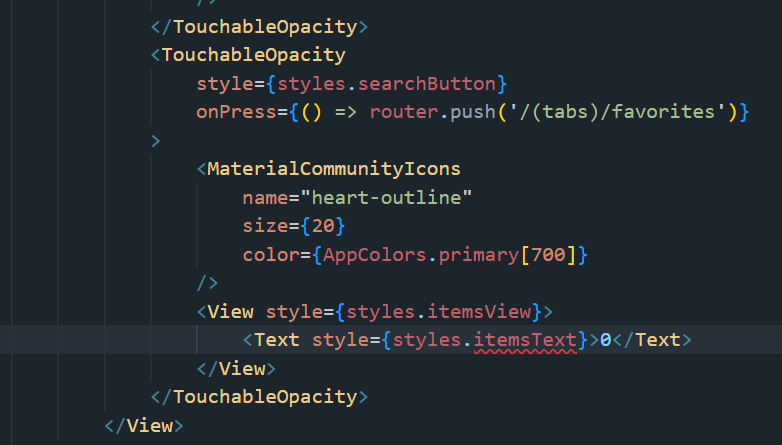 />
</TouchableOpacity>
<TouchableOpacity
style={styles.searchButton}
onPress={() => router.push('/(tabs)/favorites')}
>
<MaterialCommunityIcons
name="heart-outline"
size={20}
color={AppColors.primary[700]}
/>
<View style={styles.itemsView}>
<Text style={styles.itemsText}>0</Text>
</View>
</TouchableOpacity>
</View>